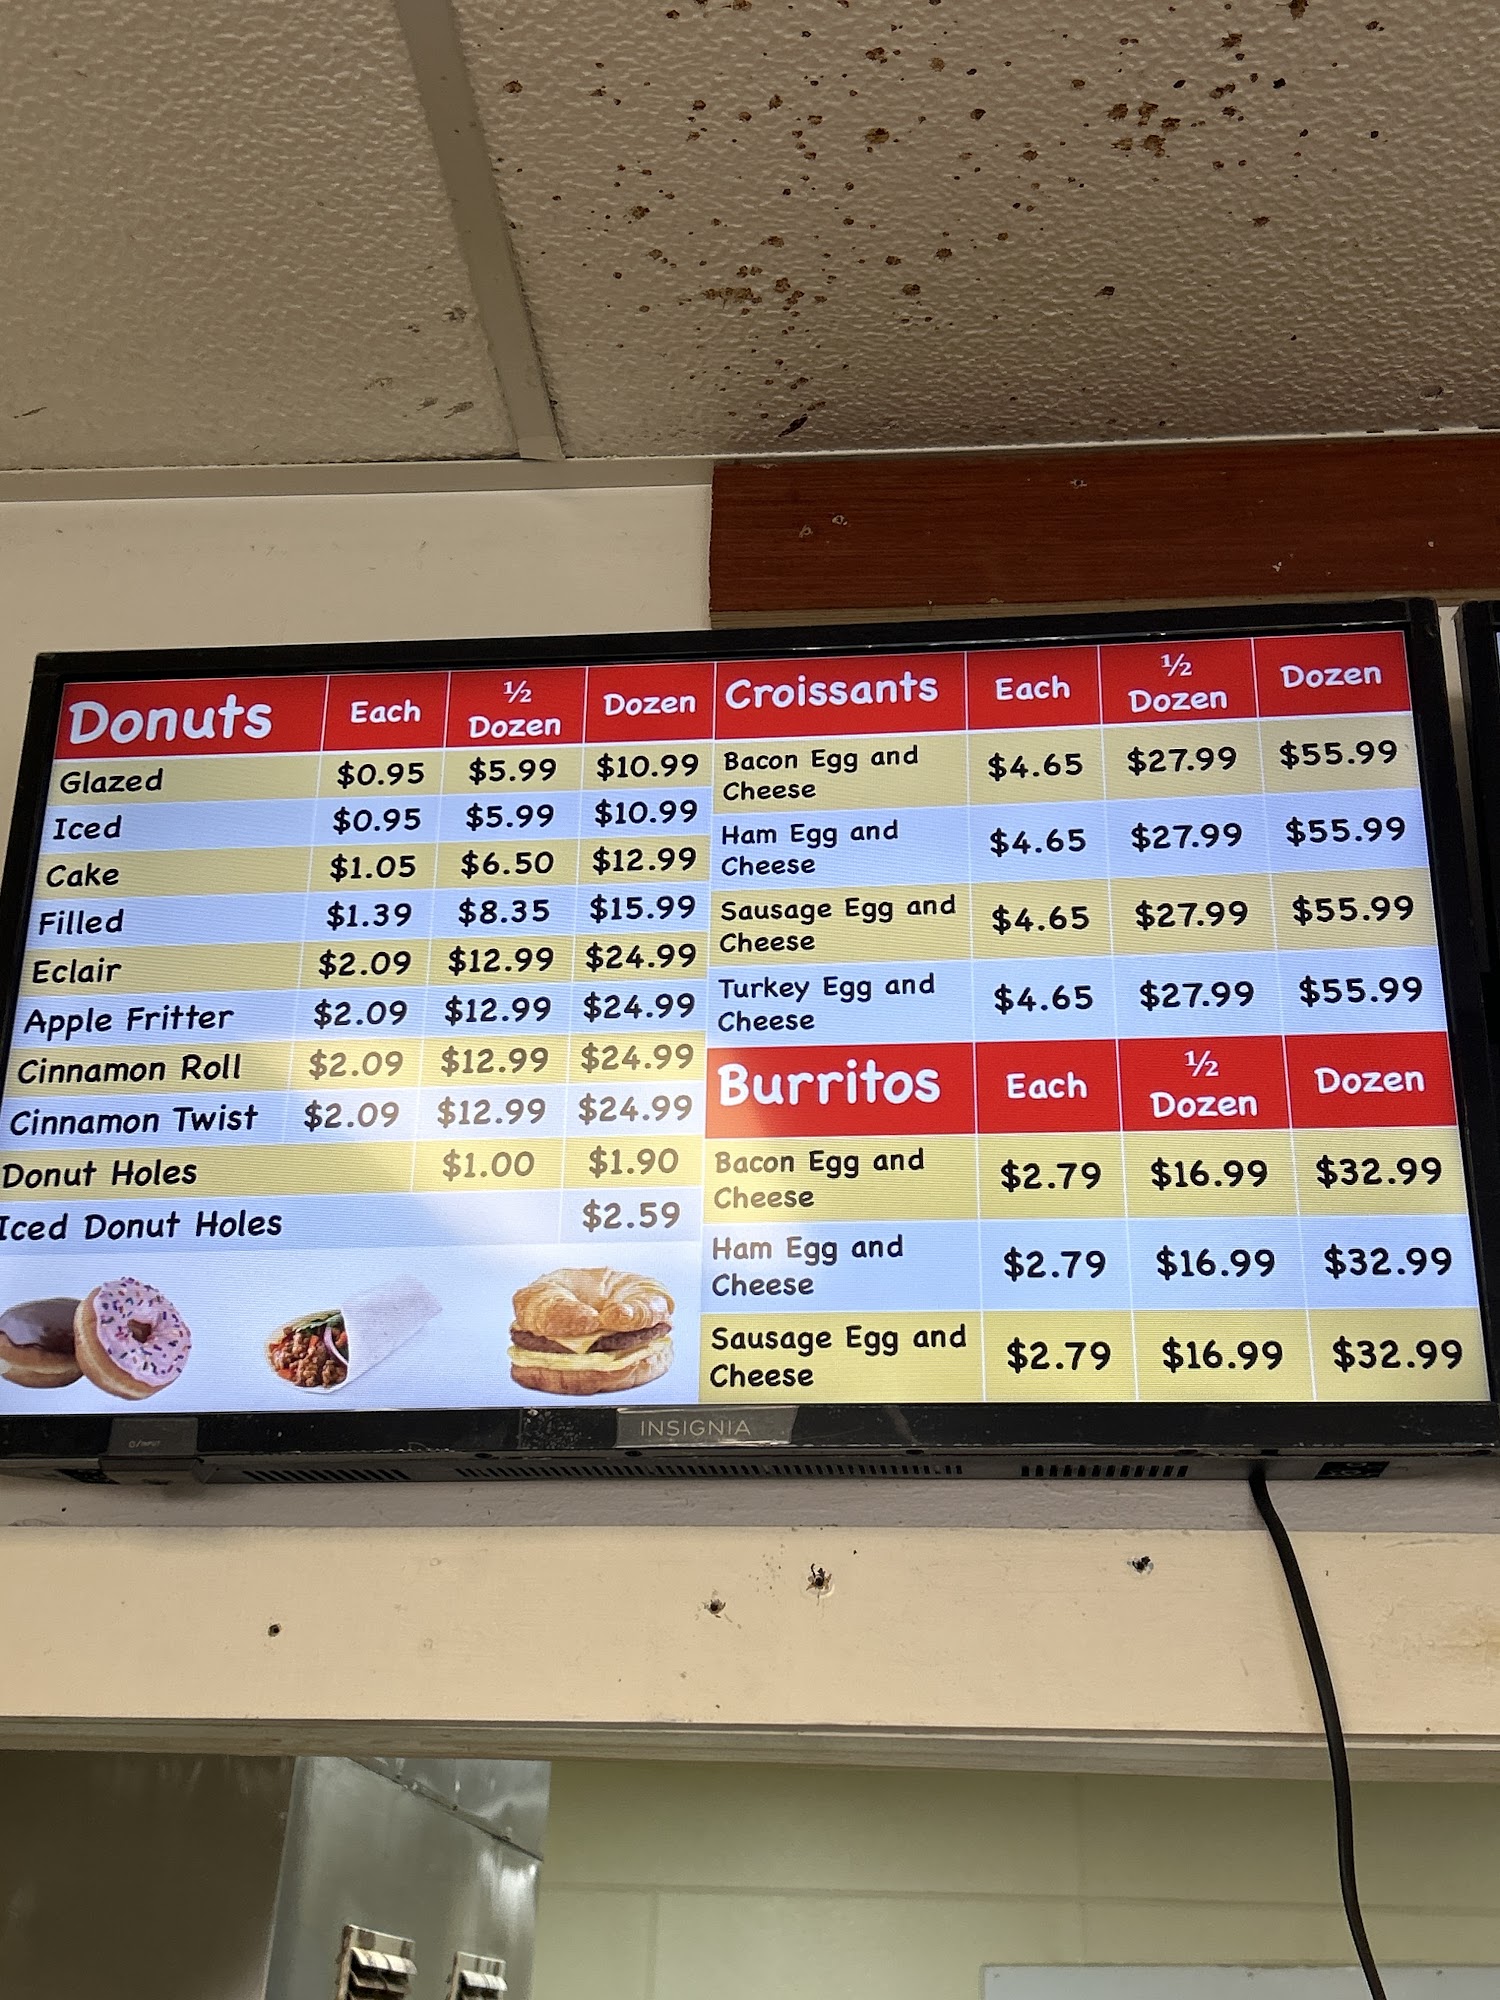 Donuts Each ½ Dozen Dozen
Glazed $0.95 $5.99 $10.99
Iced $0.95 $5.99 $10.99
Cake $1.05 $6.50 $12.99
Filled $1.39 $8.35 $15.99
Eclair $2.09 $12.99 $24.99
Apple Fritter $2.09 $12.99 $24.99
Cinnamon Roll $2.09 $12.99 $24.99
Cinnamon Twist $2.09 $12.99 $24.99
Donut Holes $1.00 $1.90
Iced Donut Holes $2.59
Croissants Each ½ Dozen Dozen
Bacon Egg and
Cheese $4.65 $27.99 $55.99
Ham Egg and
Cheese $4.65 $27.99 $55.99
Sausage Egg and
Cheese $4.65 $27.99 $55.99
Turkey Egg and
Cheese $4.65 $27.99 $55.99
Burritos Each ½ Dozen Dozen
Bacon Egg and
Cheese $2.79 $16.99 $32.99
Ham Egg and
Cheese $2.79 $16.99 $32.99
Sausage Egg and
Cheese $2.79 $16.99 $32.99
INSIGNIA